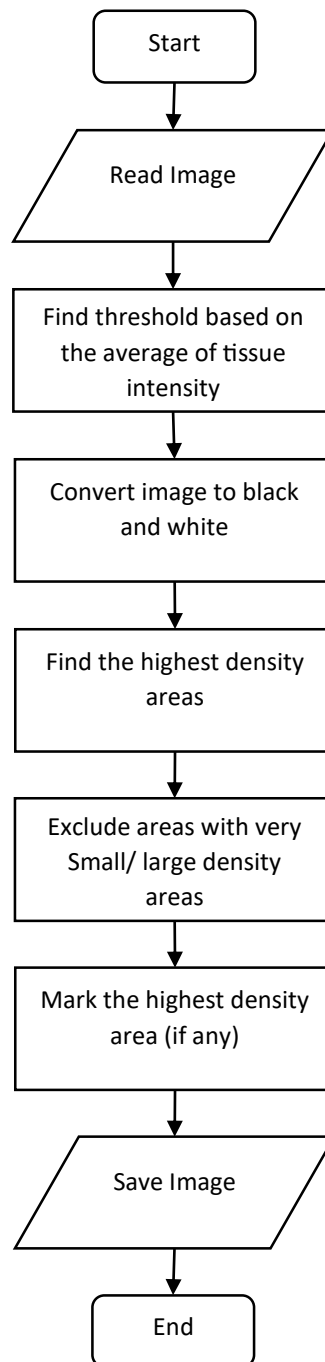 Start
Read Image
Find threshold based on
the average of tissue
intensity
Convert image to black
and white
Find the highest density
areas
Exclude areas with very
Small/ large density
areas
Mark the highest density
area (if any)
Save Image
End